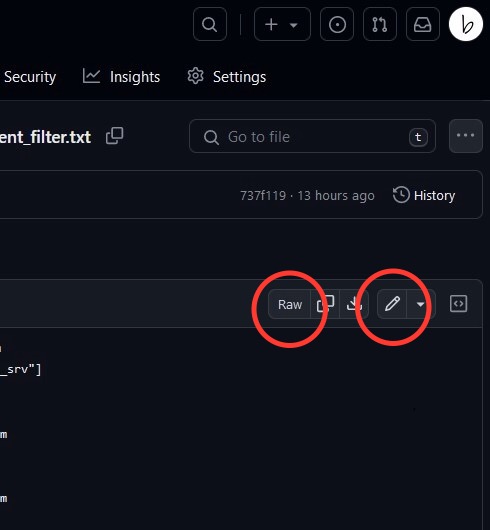 Security Insights Settings
ent_filter.txt Go to file t
737f119 · 13 hours ago History
Raw
_srv"]
m
m